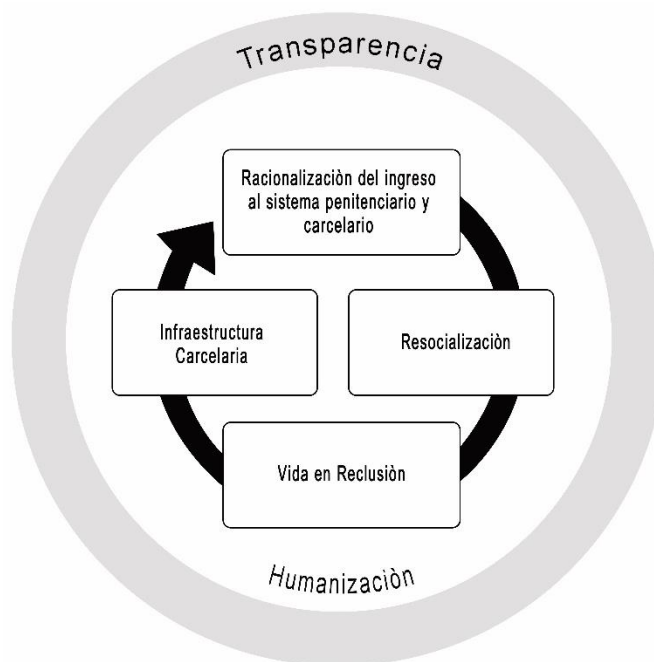 Transparencia
Racionalizaciòn del ingreso
al sistema penitenciario y
carcelario
Infraestructura
Carcelaria
Resocializaciòn
Vida en Reclusiòn
Humanizaciòn